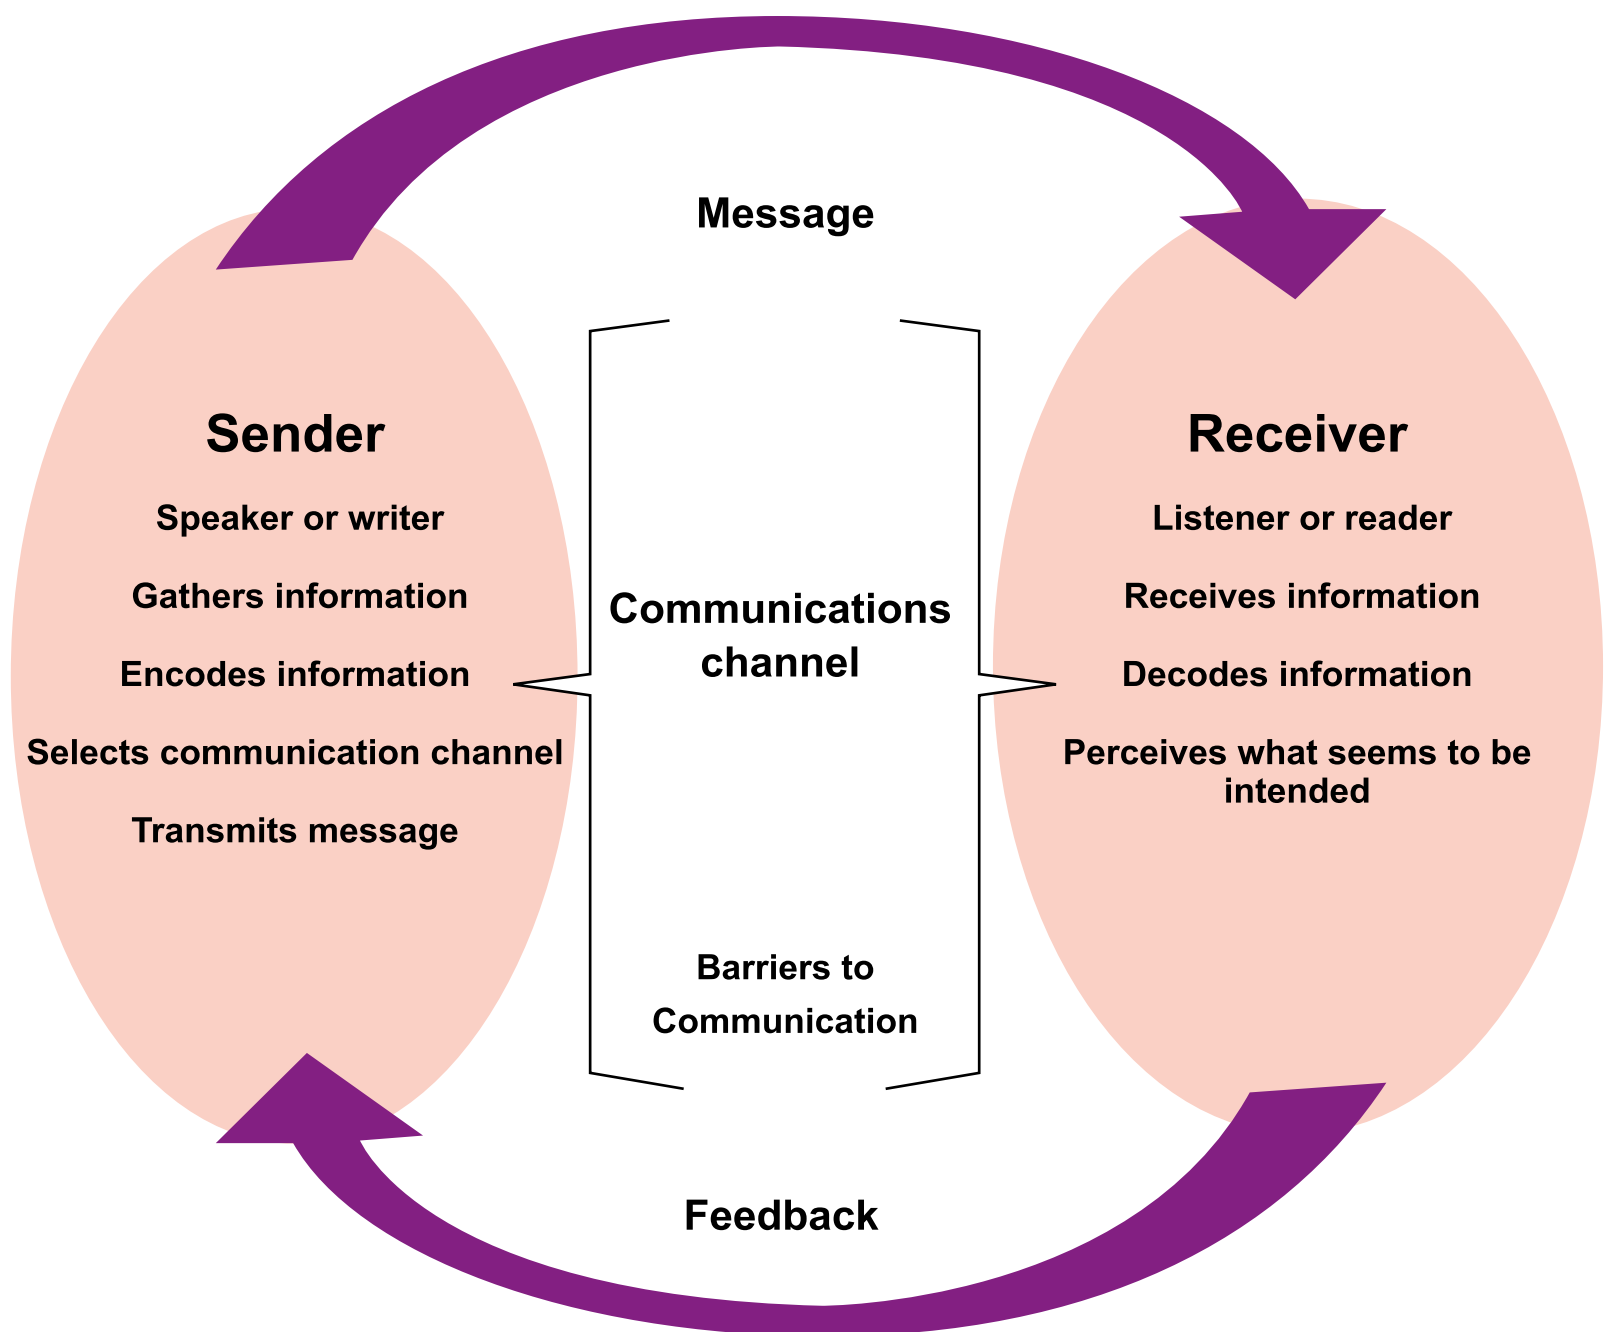 Message
Sender
Speaker or writer
Gathers information
Encodes information
Selects communication channel
Transmits message
Communications
channel
Barriers to
Communication
Receiver
Listener or reader
Receives information
Decodes information
Perceives what seems to be
intended
Feedback